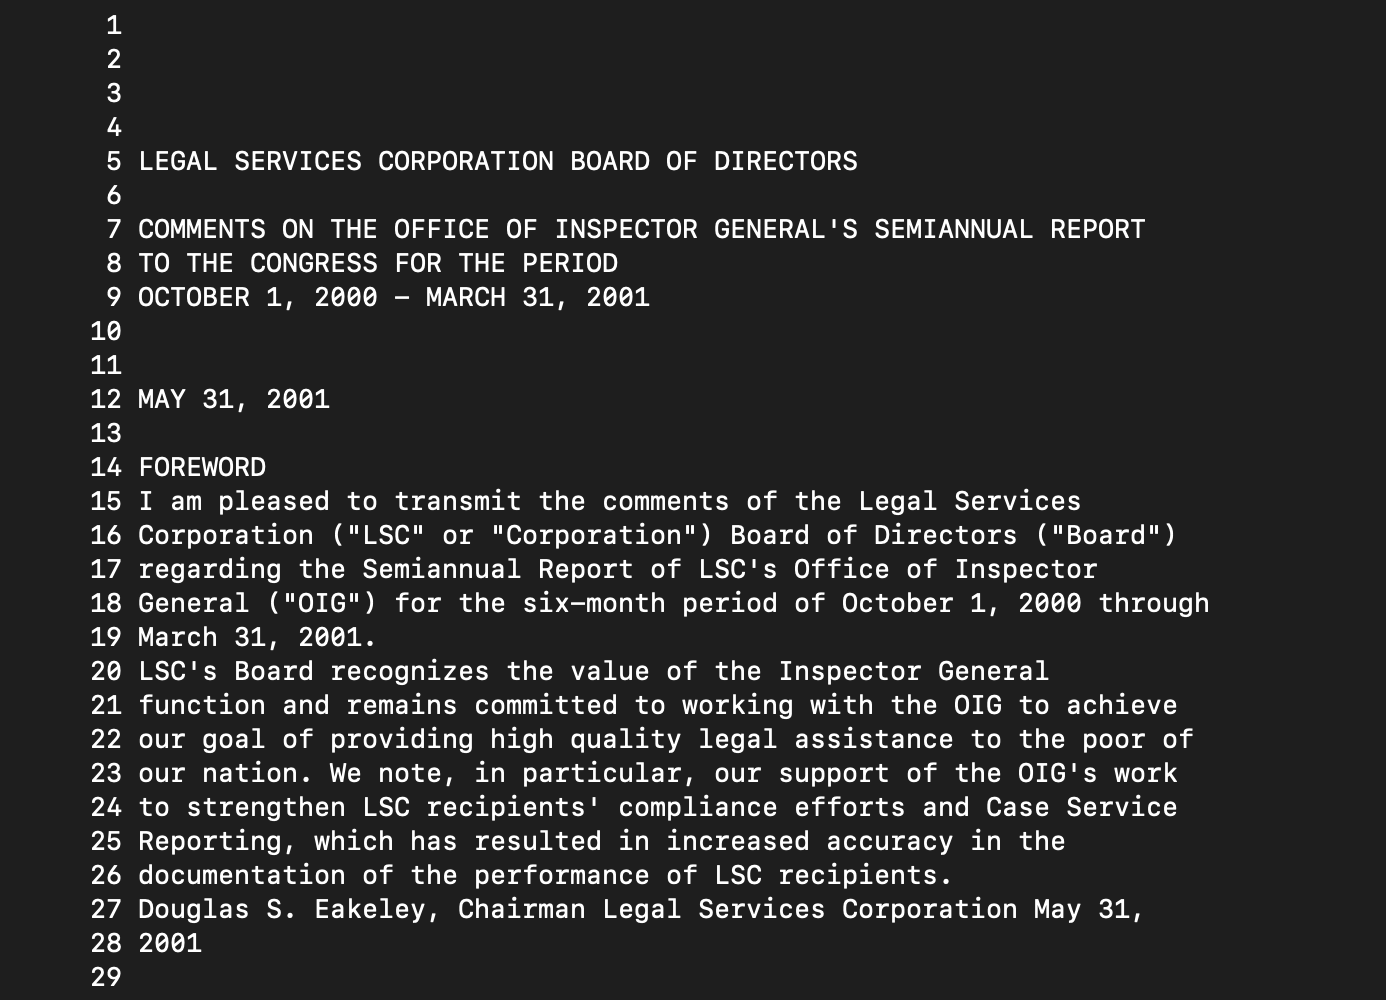 1
2
3
4
5 LEGAL SERVICES CORPORATION BOARD OF DIRECTORS
6
7 COMMENTS ON THE OFFICE OF INSPECTOR GENERAL'S SEMIANNUAL REPORT
8 TO THE CONGRESS FOR THE PERIOD
9 OCTOBER 1, 2000 – MARCH 31, 2001
10
11
12 MAY 31, 2001
13
14 FOREWORD
15 I am pleased to transmit the comments of the Legal Services
16 Corporation ("LSC" or "Corporation") Board of Directors ("Board")
17 regarding the Semiannual Report of LSC's Office of Inspector
18 General ("OIG") for the six–month period of October 1, 2000 through
19 March 31, 2001.
20 LSC's Board recognizes the value of the Inspector General
21 function and remains committed to working with the OIG to achieve
22 our goal of providing high quality legal assistance to the poor of
23 our nation. We note, in particular, our support of the OIG's work
24 to strengthen LSC recipients' compliance efforts and Case Service
25 Reporting, which has resulted in increased accuracy in the
26 documentation of the performance of LSC recipients.
27 Douglas S. Eakeley, Chairman Legal Services Corporation May 31,
28 2001
29